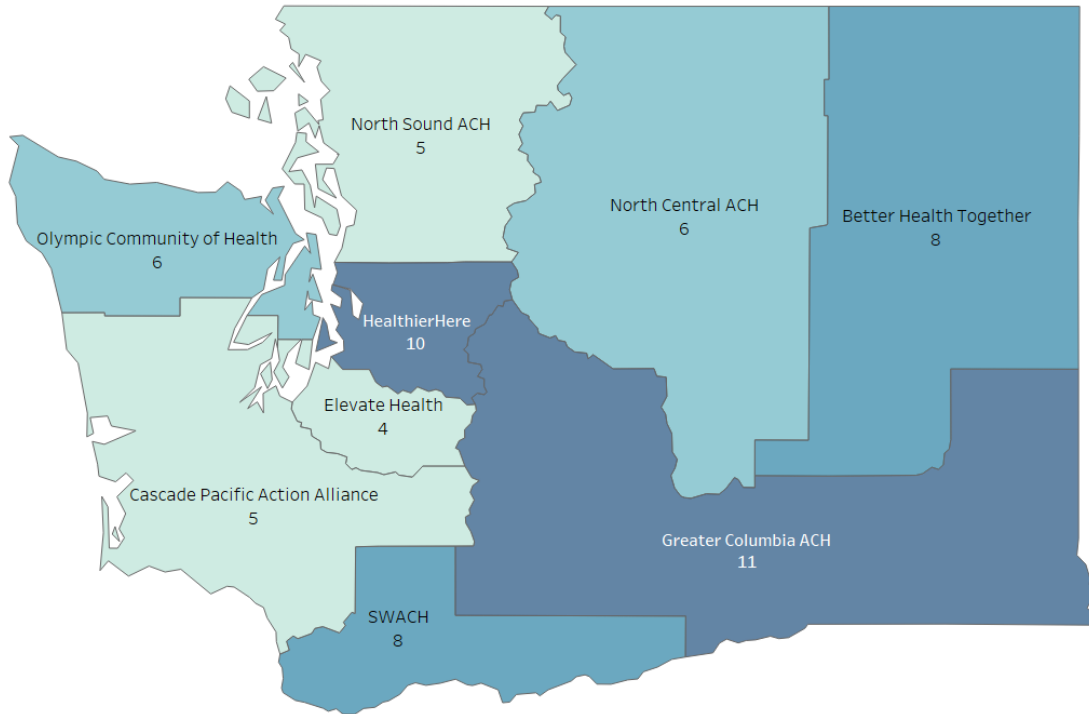 North Sound ACH
5
North Central ACH
6
Better Health Together
8
Olympic Community of Health
6
HealthierHere
10
Elevate Health
4
Cascade Pacific Action Alliance
5
Greater Columbia ACH
11
SWACH
8